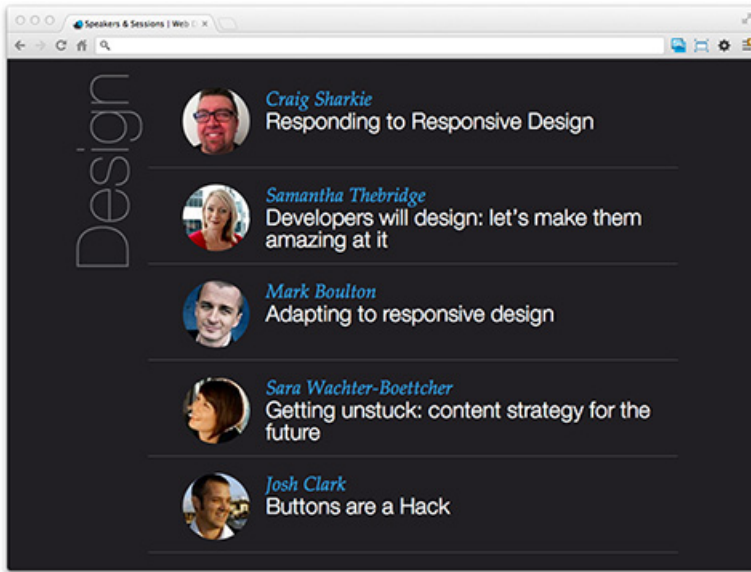 Speakers & Sessions | Web D
Design
Craig Sharkie
Responding to Responsive Design
Samantha Thebridge
Developers will design: let's make them
amazing at it
Mark Boulton
Adapting to responsive design
Sara Wachter-Boettcher
Getting unstuck: content strategy for the
future
Josh Clark
Buttons are a Hack